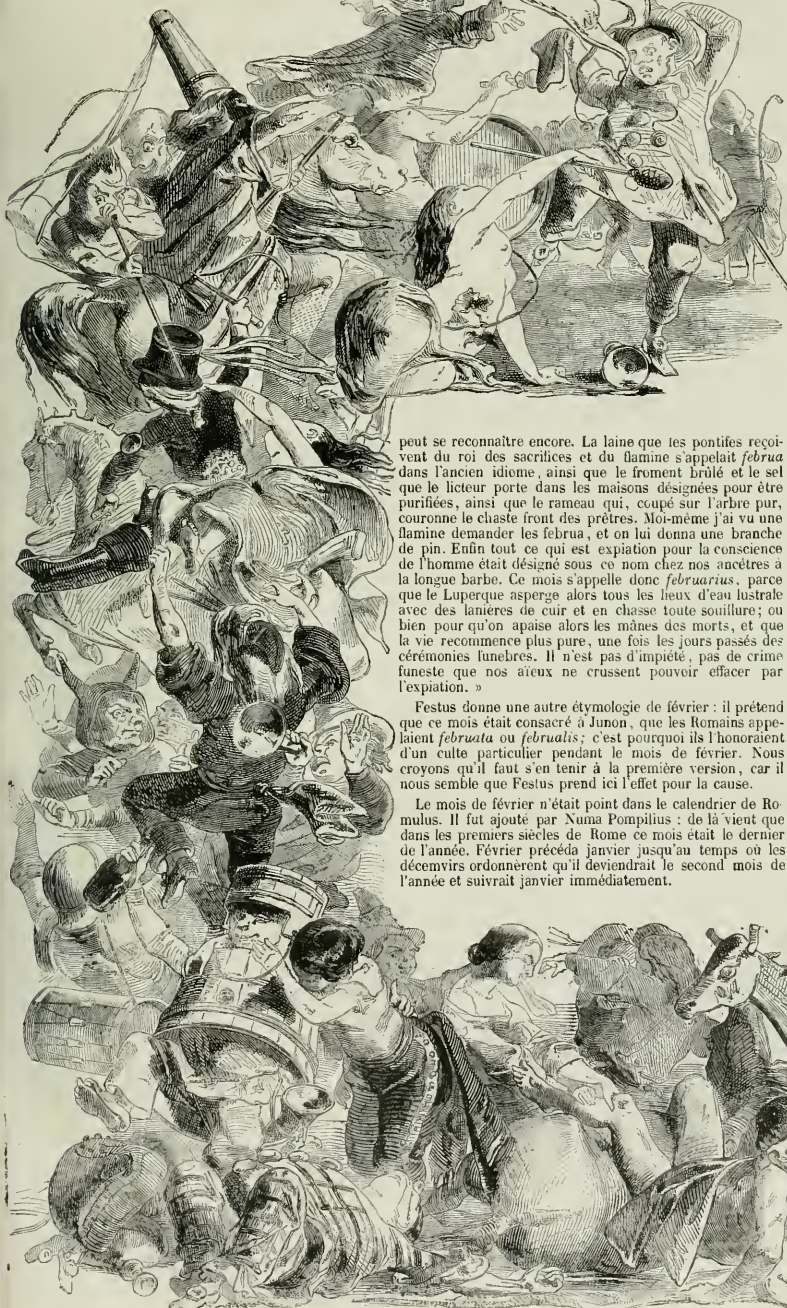 peut se reconnaître encore. La laine que les pontifes reçoi-
vent du roi des sacrifices et du flamine s'appelait februa
dans l'ancien idiome, ainsi que le froment brûlé et le sel
que le licteur porte dans les maisons désignées pour être
purifiées, ainsi que le rameau qui, coupé sur l'arbre pur,
couronne le chaste front des prêtres. Moi-même j'ai vu une
flamine demander les februa, et on lui donna une branche
de pin. Enfin tout ce qui est expiation pour la conscience
de l'homme était désigné sous ce nom chez nos ancêtres à
la longue barbe. Ce mois s'appelle donc februarius, parce
que le Luperque asperge alors tous les lieux d'eau lustrale
avec des lanières de cuir et en chasse toute souillure; ou
bien pour qu'on apaise alors les mânes des morts, et que
la vie recommence plus pure, une fois les jours passés des
cérémonies funèbres. Il n'est pas d'impiété, pas de crime
funeste que nos aïeux ne crussent pouvoir effacer par
l'expiation. »
Festus donne une autre étymologie de février : il prétend
que ce mois était consacré à Junon, que les Romains appe-
laient februata ou februalis; c'est pourquoi ils l'honoraient
d'un culte particulier pendant le mois de février. Nous
croyons qu'il faut s'en tenir à la première version, car il
nous semble que Festus prend ici l'effet pour la cause.
Le mois de février n'était point dans le calendrier de Ro-
mulus. Il fut ajouté par Numa Pompilius : de là vient que
dans les premiers siècles de Rome ce mois était le dernier
de l'année. Février précéda janvier jusqu'au temps où les
décemvirs ordonnèrent qu'il deviendrait le second mois de
l'année et suivrait janvier immédiatement.